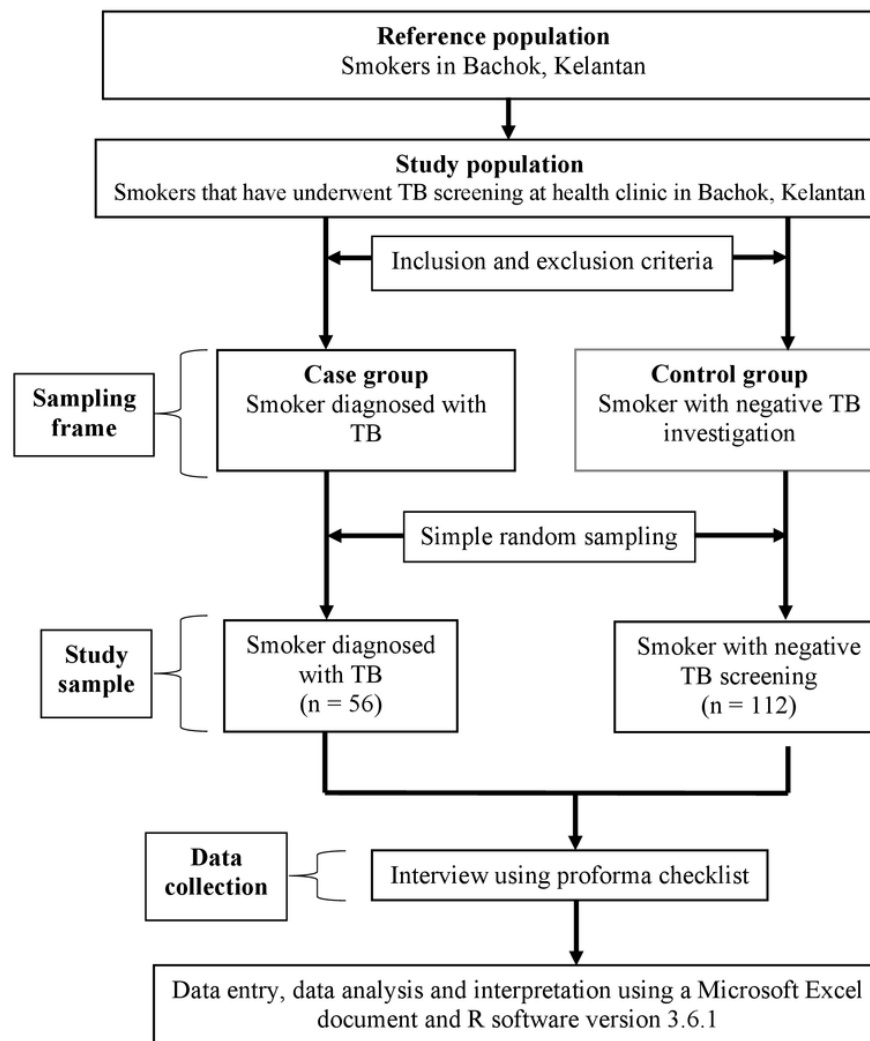 Reference population
Smokers in Bachok, Kelantan
Study population
Smokers that have underwent TB screening at health clinic in Bachok, Kelantan
Inclusion and exclusion criteria
Sampling
frame
Case group
Smoker diagnosed with
TB
Control group
Smoker with negative TB
investigation
Simple random sampling
Study
sample
Smoker diagnosed
with TB
(n = 56)
Smoker with negative
TB screening
(n = 112)
Data
collection
Interview using proforma checklist
Data entry, data analysis and interpretation using a Microsoft Excel
document and R software version 3.6.1